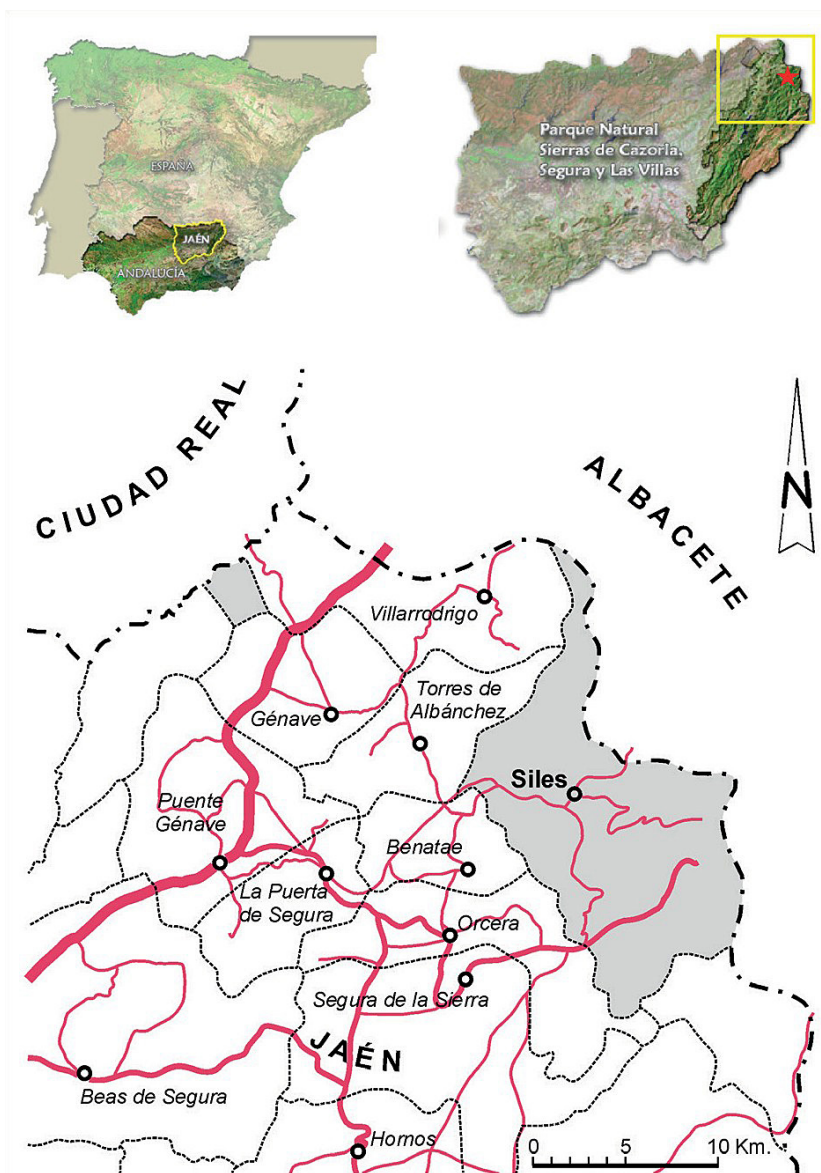 ESPAÑA
JAÉN
ANDALUCÍA
Parque Natural
Sierras de Cazorla,
Segura y Las Villas
CIUDAD REAL
ALBACETE
N
Villarrodrigo
Torres de
Albánchez
Génave
Siles
Puente
Génave
Benatae
La Puerta
de Segura
Orcera
Segura de la Sierra
JAÉN
Beas de Segura
Hornos
0 5 10 Km.